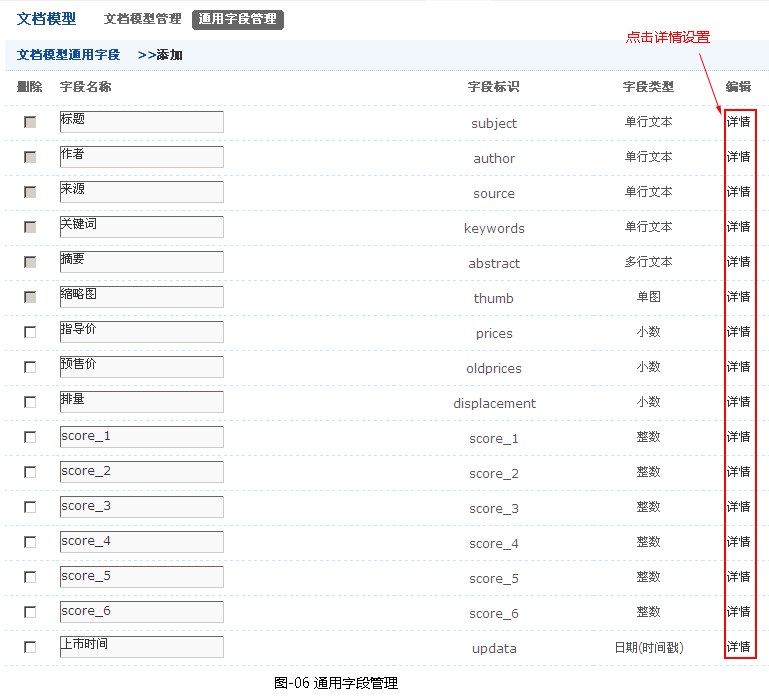 文档模型 文档模型管理 通用字段管理
点击详情设置
文档模型通用字段 >>添加
删除 字段名称 字段标识 字段类型 编辑
标题 subject 单行文本 详情
作者 author 单行文本 详情
来源 source 单行文本 详情
关键词 keywords 单行文本 详情
摘要 abstract 多行文本 详情
缩略图 thumb 单图 详情
指导价 prices 小数 详情
预售价 oldprices 小数 详情
排量 displacement 小数 详情
score_1 score_1 整数 详情
score_2 score_2 整数 详情
score_3 score_3 整数 详情
score_4 score_4 整数 详情
score_5 score_5 整数 详情
score_6 score_6 整数 详情
上市时间 updata 日期(时间戳) 详情
图-06 通用字段管理